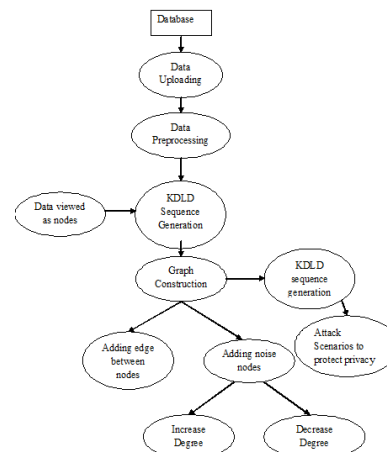 Database
Data
Uploading
Data
Preprocessing
Data viewed
as nodes
KDLD
Sequence
Generation
Graph
Construction
KDLD
sequence
generation
Adding edge
between
nodes
Adding noise
nodes
Attack
Scenarios to
protect privacy
Increase
Degree
Decrease
Degree